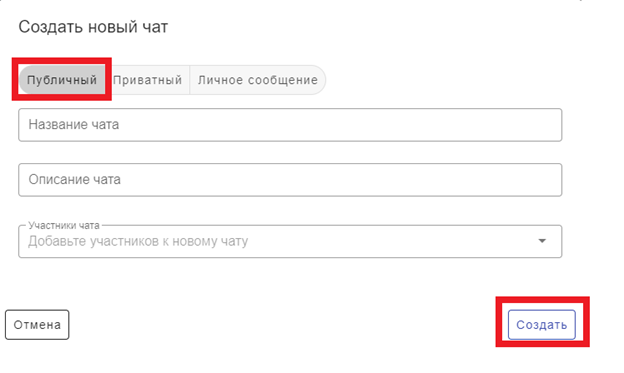 Создать новый чат
Публичный Приватный Личное сообщение
Название чата
Описание чата
Участники чата
Добавьте участников к новому чату
Отмена Создать